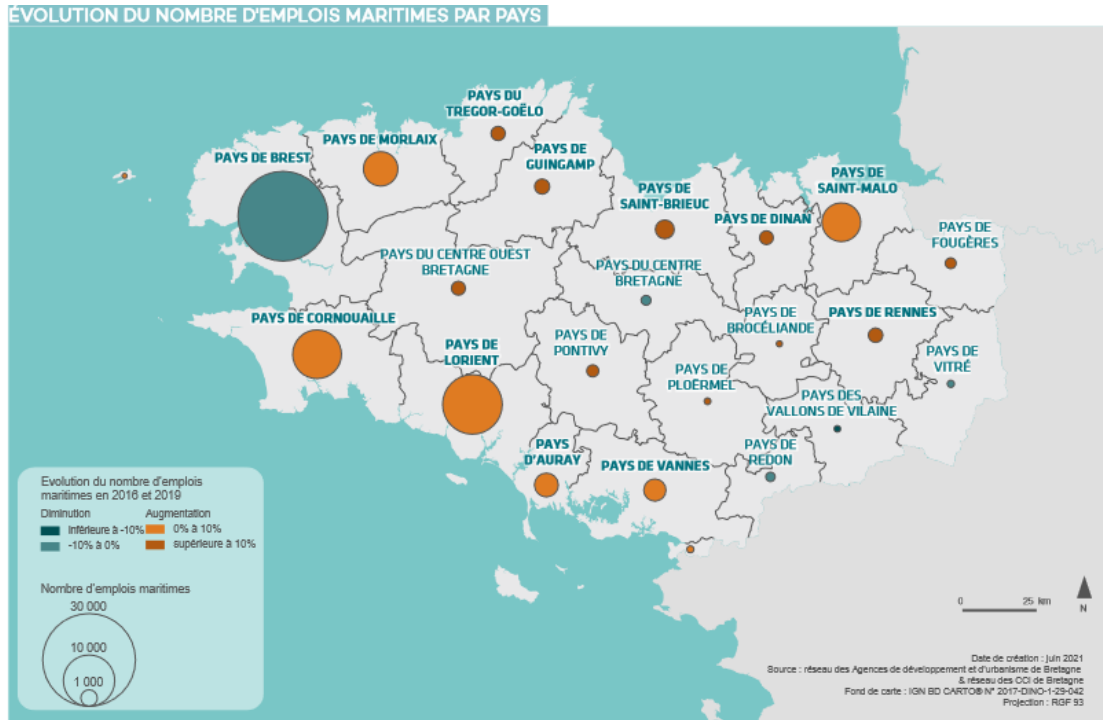 ÉVOLUTION DU NOMBRE D'EMPLOIS MARITIMES PAR PAYS
PAYS DU
TREGOR-GOËLO
PAYS DE MORLAIX
PAYS DE
GUINGAMP
PAYS DE BREST
PAYS DE
SAINT-MALO
PAYS DE
SAINT-BRIEUC
PAYS DE DINAN
PAYS DE
FOUGÈRES
PAYS DU CENTRE OUEST
BRETAGNE
PAYS DU CENTRE
BRETAGNE
PAYS DE CORNOUAILLE
PAYS DE
BROCÉLIANDE
PAYS DE RENNES
PAYS DE
LORIENT
PAYS DE
PONTIVY
PAYS DE
VITRÉ
PAYS DE
PLOËRMEL
PAYS DES
VALLONS DE VILAINE
PAYS
D'AURAY
PAYS DE VANNES
PAYS DE
REDON
Evolution du nombre d'emplois
maritimes en 2016 et 2019
Diminution
Augmentation
inférieure à -10%
0% à 10%
-10% à 0%
supérieure à 10%
Nombre d'emplois maritimes
30 000
10 000
1 000
0
25 km
N
Date de création : juin 2021
Source : réseau des Agences de développement et d'urbanisme de Bretagne
& réseau des CCI de Bretagne
Fond de carte : IGN BD CARTO® N° 2017-DINO-1-29-042
Projection : RGF 93